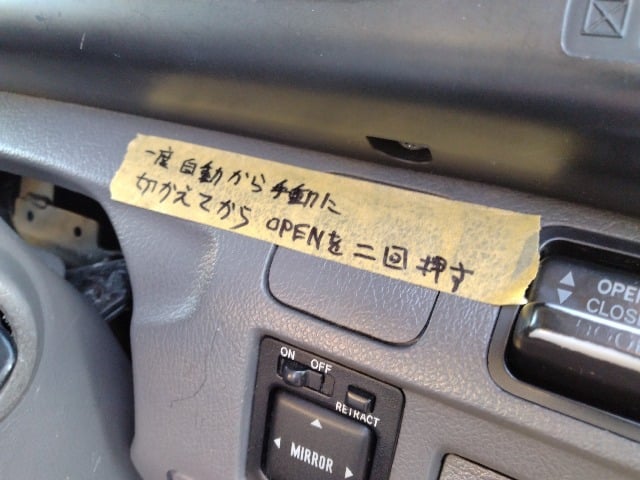 一度自動から手動に
切かえてから OPENを二回押す
OPE
CLOS
ON OFF
RETRACT
MIRROR